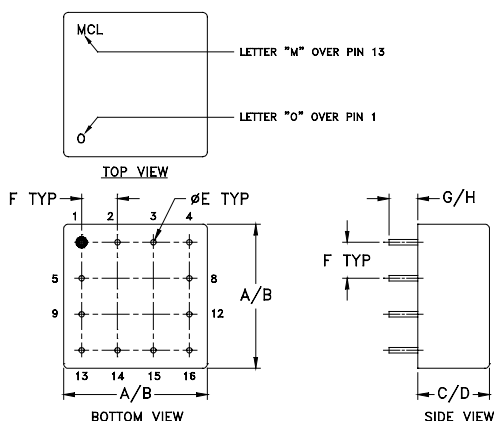 MCL
LETTER "M" OVER PIN 13
O
LETTER "O" OVER PIN 1
TOP VIEW
F TYP
øE TYP
G/H
1 2 3 4
F TYP
5 8
A/B
9 12
13 14 15 16
A/B
C/D
BOTTOM VIEW
SIDE VIEW